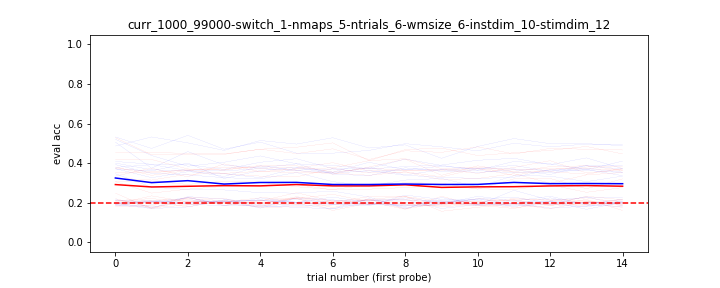 curr_1000_99000-switch_1-nmaps_5-ntrials_6-wmsize_6-instdim_10-stimdim_12
1.0
0.8
0.6
0.4
0.2
0.0
eval acc
0 2 4 6 8 10 12 14
trial number (first probe)